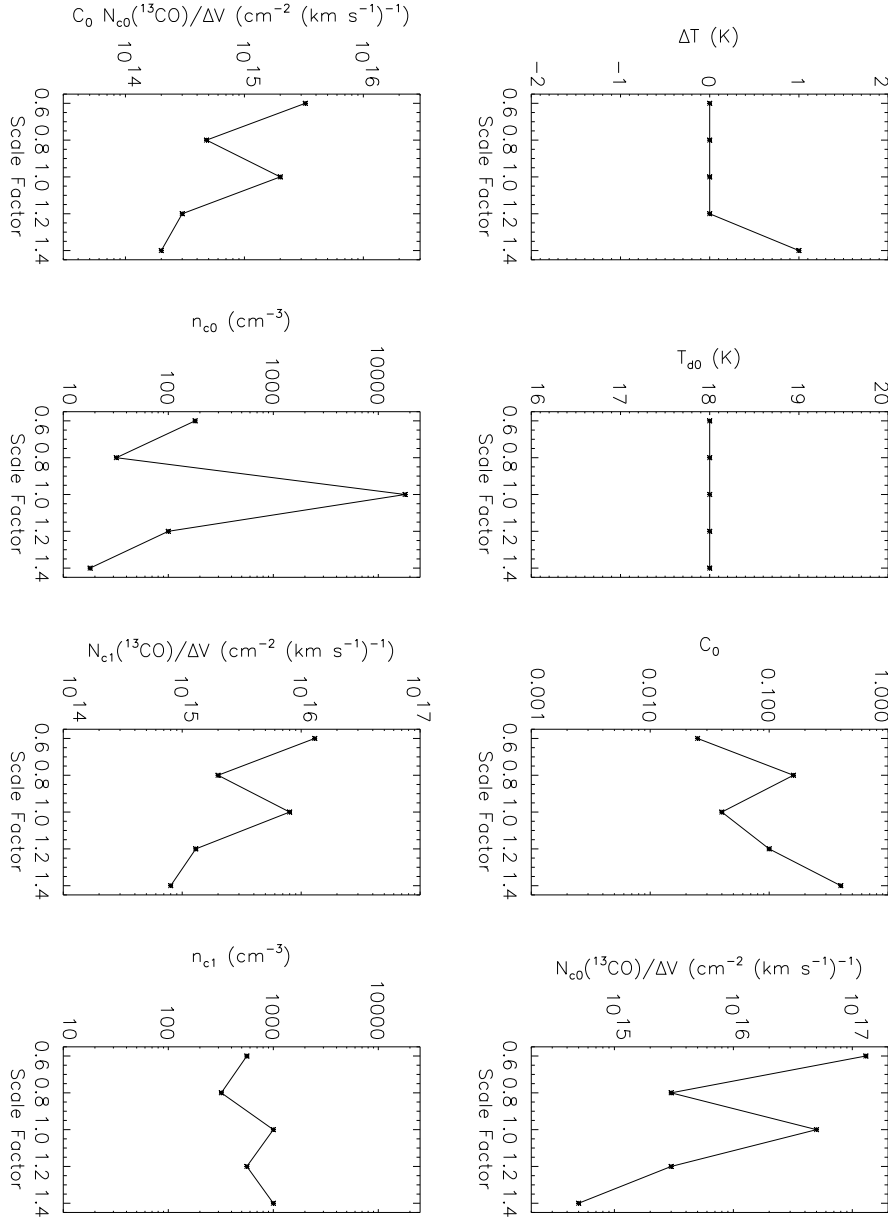 ΔT (K)
−2 −1 0 1 2
0.6 0.8 1.0 1.2 1.4
Scale Factor
T_d0 (K)
16 17 18 19 20
0.6 0.8 1.0 1.2 1.4
Scale Factor
C_0
0.001 0.010 0.100 1.000
0.6 0.8 1.0 1.2 1.4
Scale Factor
N_c0(^13CO)/ΔV (cm^−2 (km s^−1)^−1)
10^15 10^16 10^17
0.6 0.8 1.0 1.2 1.4
Scale Factor
C_0 N_c0(^13CO)/ΔV (cm^−2 (km s^−1)^−1)
10^14 10^15 10^16
0.6 0.8 1.0 1.2 1.4
Scale Factor
n_c0 (cm^−3)
10 100 1000 10000
0.6 0.8 1.0 1.2 1.4
Scale Factor
N_c1(^13CO)/ΔV (cm^−2 (km s^−1)^−1)
10^14 10^15 10^16 10^17
0.6 0.8 1.0 1.2 1.4
Scale Factor
n_c1 (cm^−3)
10 100 1000 10000
0.6 0.8 1.0 1.2 1.4
Scale Factor